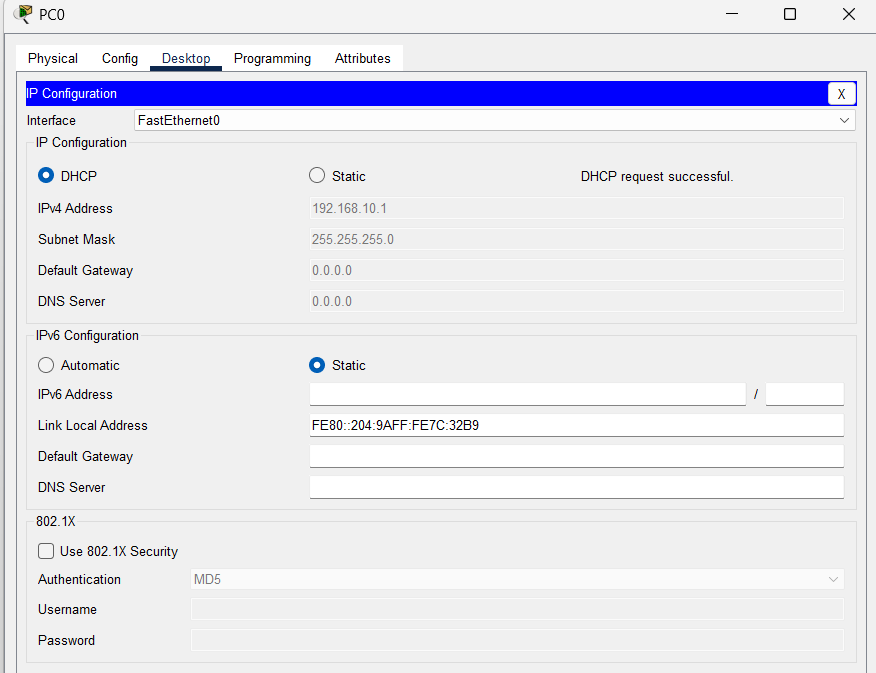 PC0
Physical Config Desktop Programming Attributes
IP Configuration X
Interface FastEthernet0
IP Configuration
DHCP Static DHCP request successful.
IPv4 Address 192.168.10.1
Subnet Mask 255.255.255.0
Default Gateway 0.0.0.0
DNS Server 0.0.0.0
IPv6 Configuration
Automatic Static
IPv6 Address /
Link Local Address FE80::204:9AFF:FE7C:32B9
Default Gateway
DNS Server
802.1X
Use 802.1X Security
Authentication MD5
Username
Password